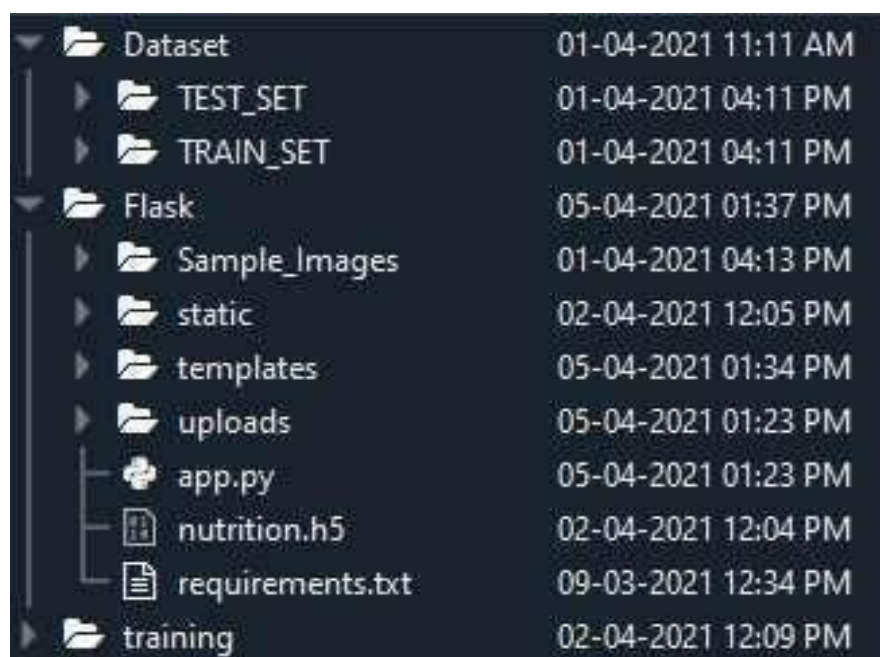 Dataset 01-04-2021 11:11 AM
TEST_SET 01-04-2021 04:11 PM
TRAIN_SET 01-04-2021 04:11 PM
Flask 05-04-2021 01:37 PM
Sample_Images 01-04-2021 04:13 PM
static 02-04-2021 12:05 PM
templates 05-04-2021 01:34 PM
uploads 05-04-2021 01:23 PM
app.py 05-04-2021 01:23 PM
nutrition.h5 02-04-2021 12:04 PM
requirements.txt 09-03-2021 12:34 PM
training 02-04-2021 12:09 PM